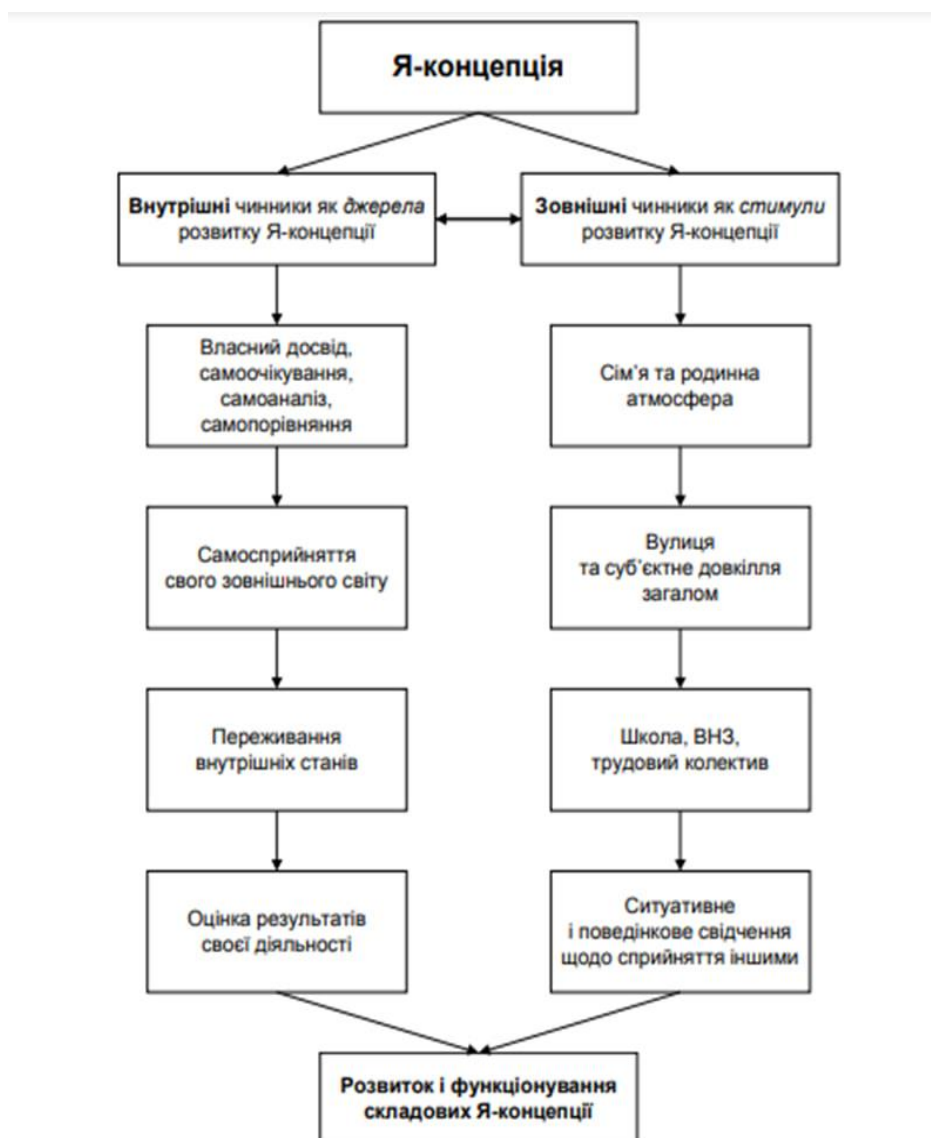 Я-концепція
Внутрішні чинники як джерела
розвитку Я-концепції
Зовнішні чинники як стимули
розвитку Я-концепції
Власний досвід,
самоочікування,
самоаналіз,
самопорівняння
Сім’я та родинна
атмосфера
Самосприйняття
свого зовнішнього світу
Вулиця
та суб’єктне довкілля
загалом
Переживання
внутрішніх станів
Школа, ВНЗ,
трудовий колектив
Оцінка результатів
своєї діяльності
Ситуативне
і поведінкове свідчення
щодо сприйняття іншими
Розвиток і функціонування
складових Я-концепції